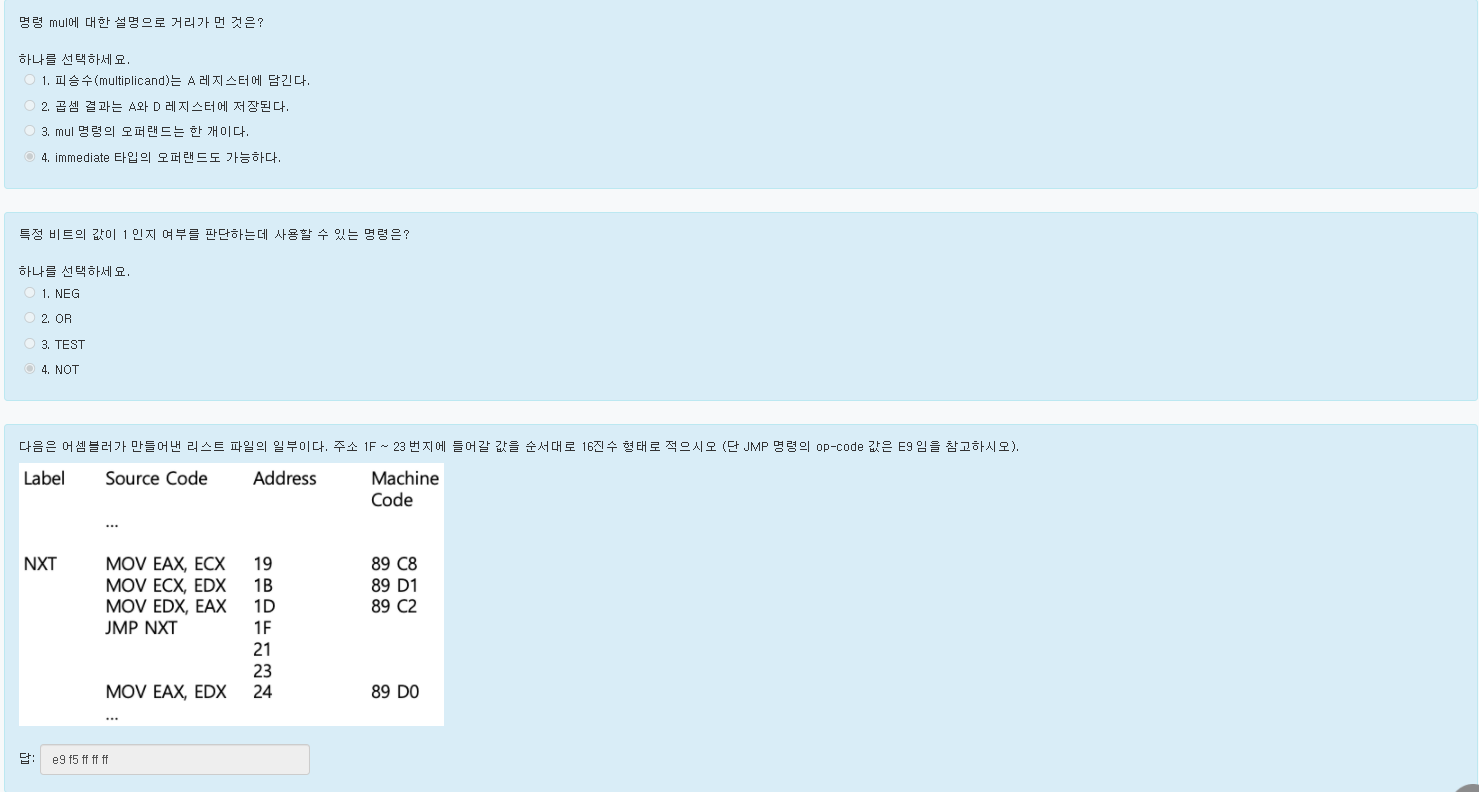 명령 mul에 대한 설명으로 거리가 먼 것은?
하나를 선택하세요.
1. 피승수(multiplicand)는 A 레지스터에 담긴다.
2. 곱셈 결과는 A와 D 레지스터에 저장된다.
3. mul 명령의 오퍼랜드는 한 개이다.
4. immediate 타입의 오퍼랜드도 가능하다.
특정 비트의 값이 1 인지 여부를 판단하는데 사용할 수 있는 명령은?
하나를 선택하세요.
1. NEG
2. OR
3. TEST
4. NOT
다음은 어셈블러가 만들어낸 리스트 파일의 일부이다. 주소 1F ~ 23 번지에 들어갈 값을 순서대로 16진수 형태로 적으시오 (단 JMP 명령의 op-code 값은 E9 임을 참고하시오).
Label Source Code Address Machine Code
...
NXT MOV EAX, ECX 19 89 C8
MOV ECX, EDX 1B 89 D1
MOV EDX, EAX 1D 89 C2
JMP NXT 1F
21
23
MOV EAX, EDX 24 89 D0
...
답: e9 f5 ff ff ff